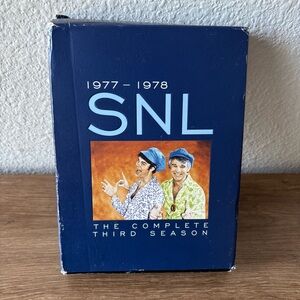 1977 – 1978
SNL
THE COMPLETE
THIRD SEASON